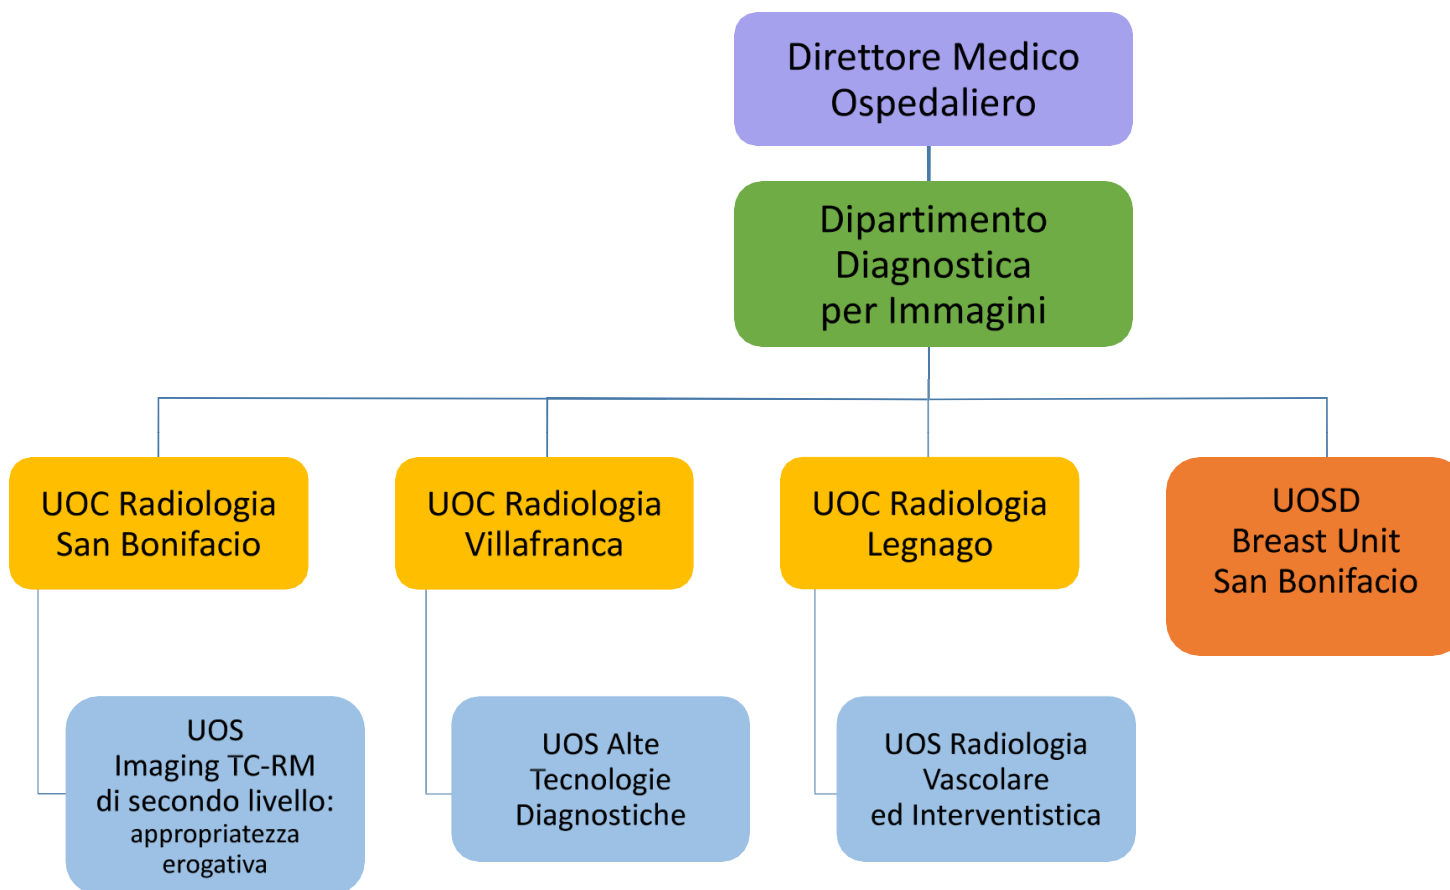 Direttore Medico
Ospedaliero
Dipartimento
Diagnostica
per Immagini
UOC Radiologia
San Bonifacio
UOC Radiologia
Villafranca
UOC Radiologia
Legnago
UOSD
Breast Unit
San Bonifacio
UOS
Imaging TC-RM
di secondo livello:
appropriatezza
erogativa
UOS Alte
Tecnologie
Diagnostiche
UOS Radiologia
Vascolare
ed Interventistica